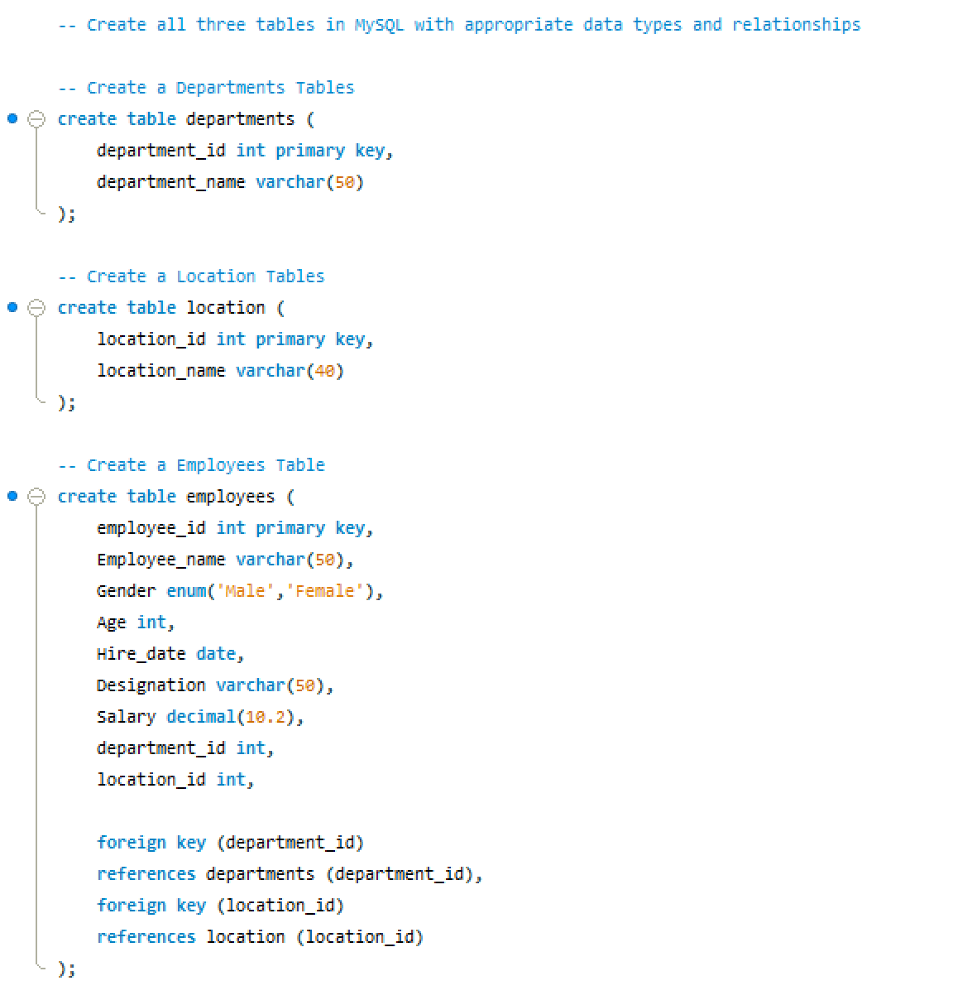 -- Create all three tables in MySQL with appropriate data types and relationships
-- Create a Departments Tables
create table departments (
department_id int primary key,
department_name varchar(50)
);
-- Create a Location Tables
create table location (
location_id int primary key,
location_name varchar(40)
);
-- Create a Employees Table
create table employees (
employee_id int primary key,
Employee_name varchar(50),
Gender enum('Male','Female'),
Age int,
Hire_date date,
Designation varchar(50),
Salary decimal(10.2),
department_id int,
location_id int,
foreign key (department_id)
references departments (department_id),
foreign key (location_id)
references location (location_id)
);